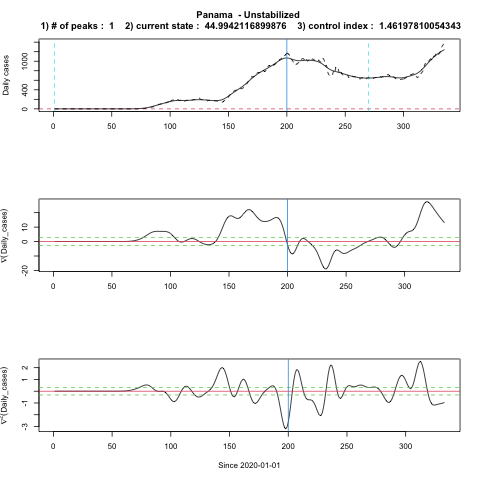 Panama - Unstabilized
1) # of peaks : 1 2) current state : 44.9942116899876 3) control index : 1.46197810054343
Daily cases
0 400 1000
0 50 100 150 200 250 300
∇(Daily_cases)
-20 0 10
0 50 100 150 200 250 300
∇²(Daily_cases)
-3 -1 1 2
0 50 100 150 200 250 300
Since 2020-01-01